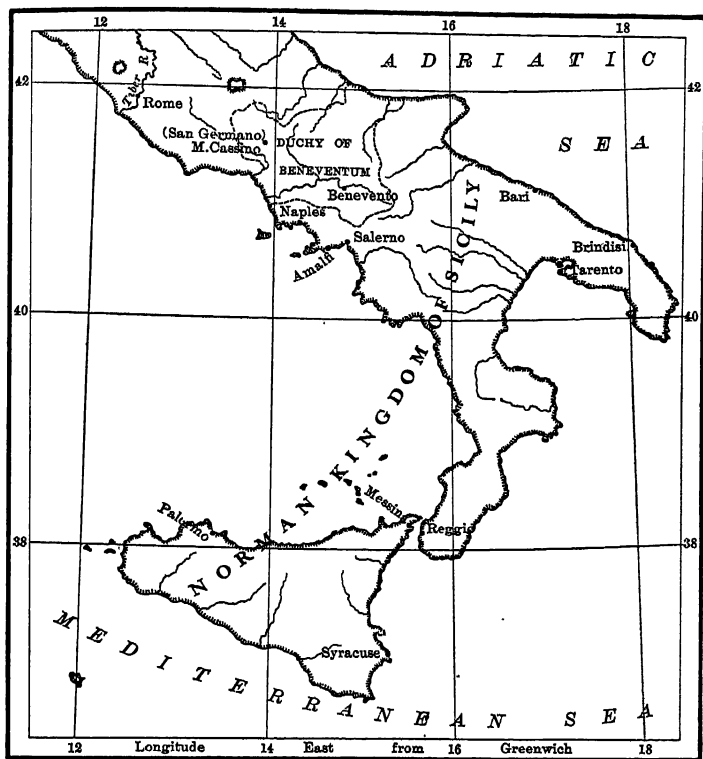 12 14 16 18
ADRIATIC
42 42
Tiber R.
Rome
SEA
(San Germano)
M.Cassino
DUCHY OF
BENEVENTUM
Benevento
Bari
Naples
Salerno
Amalfi
Brindisi
Tarento
40 40
NORMAN KINGDOM OF SICILY
Palermo
Messina
Reggio
38 38
Syracuse
MEDITERRANEAN SEA
12 Longitude 14 East from 16 Greenwich 18